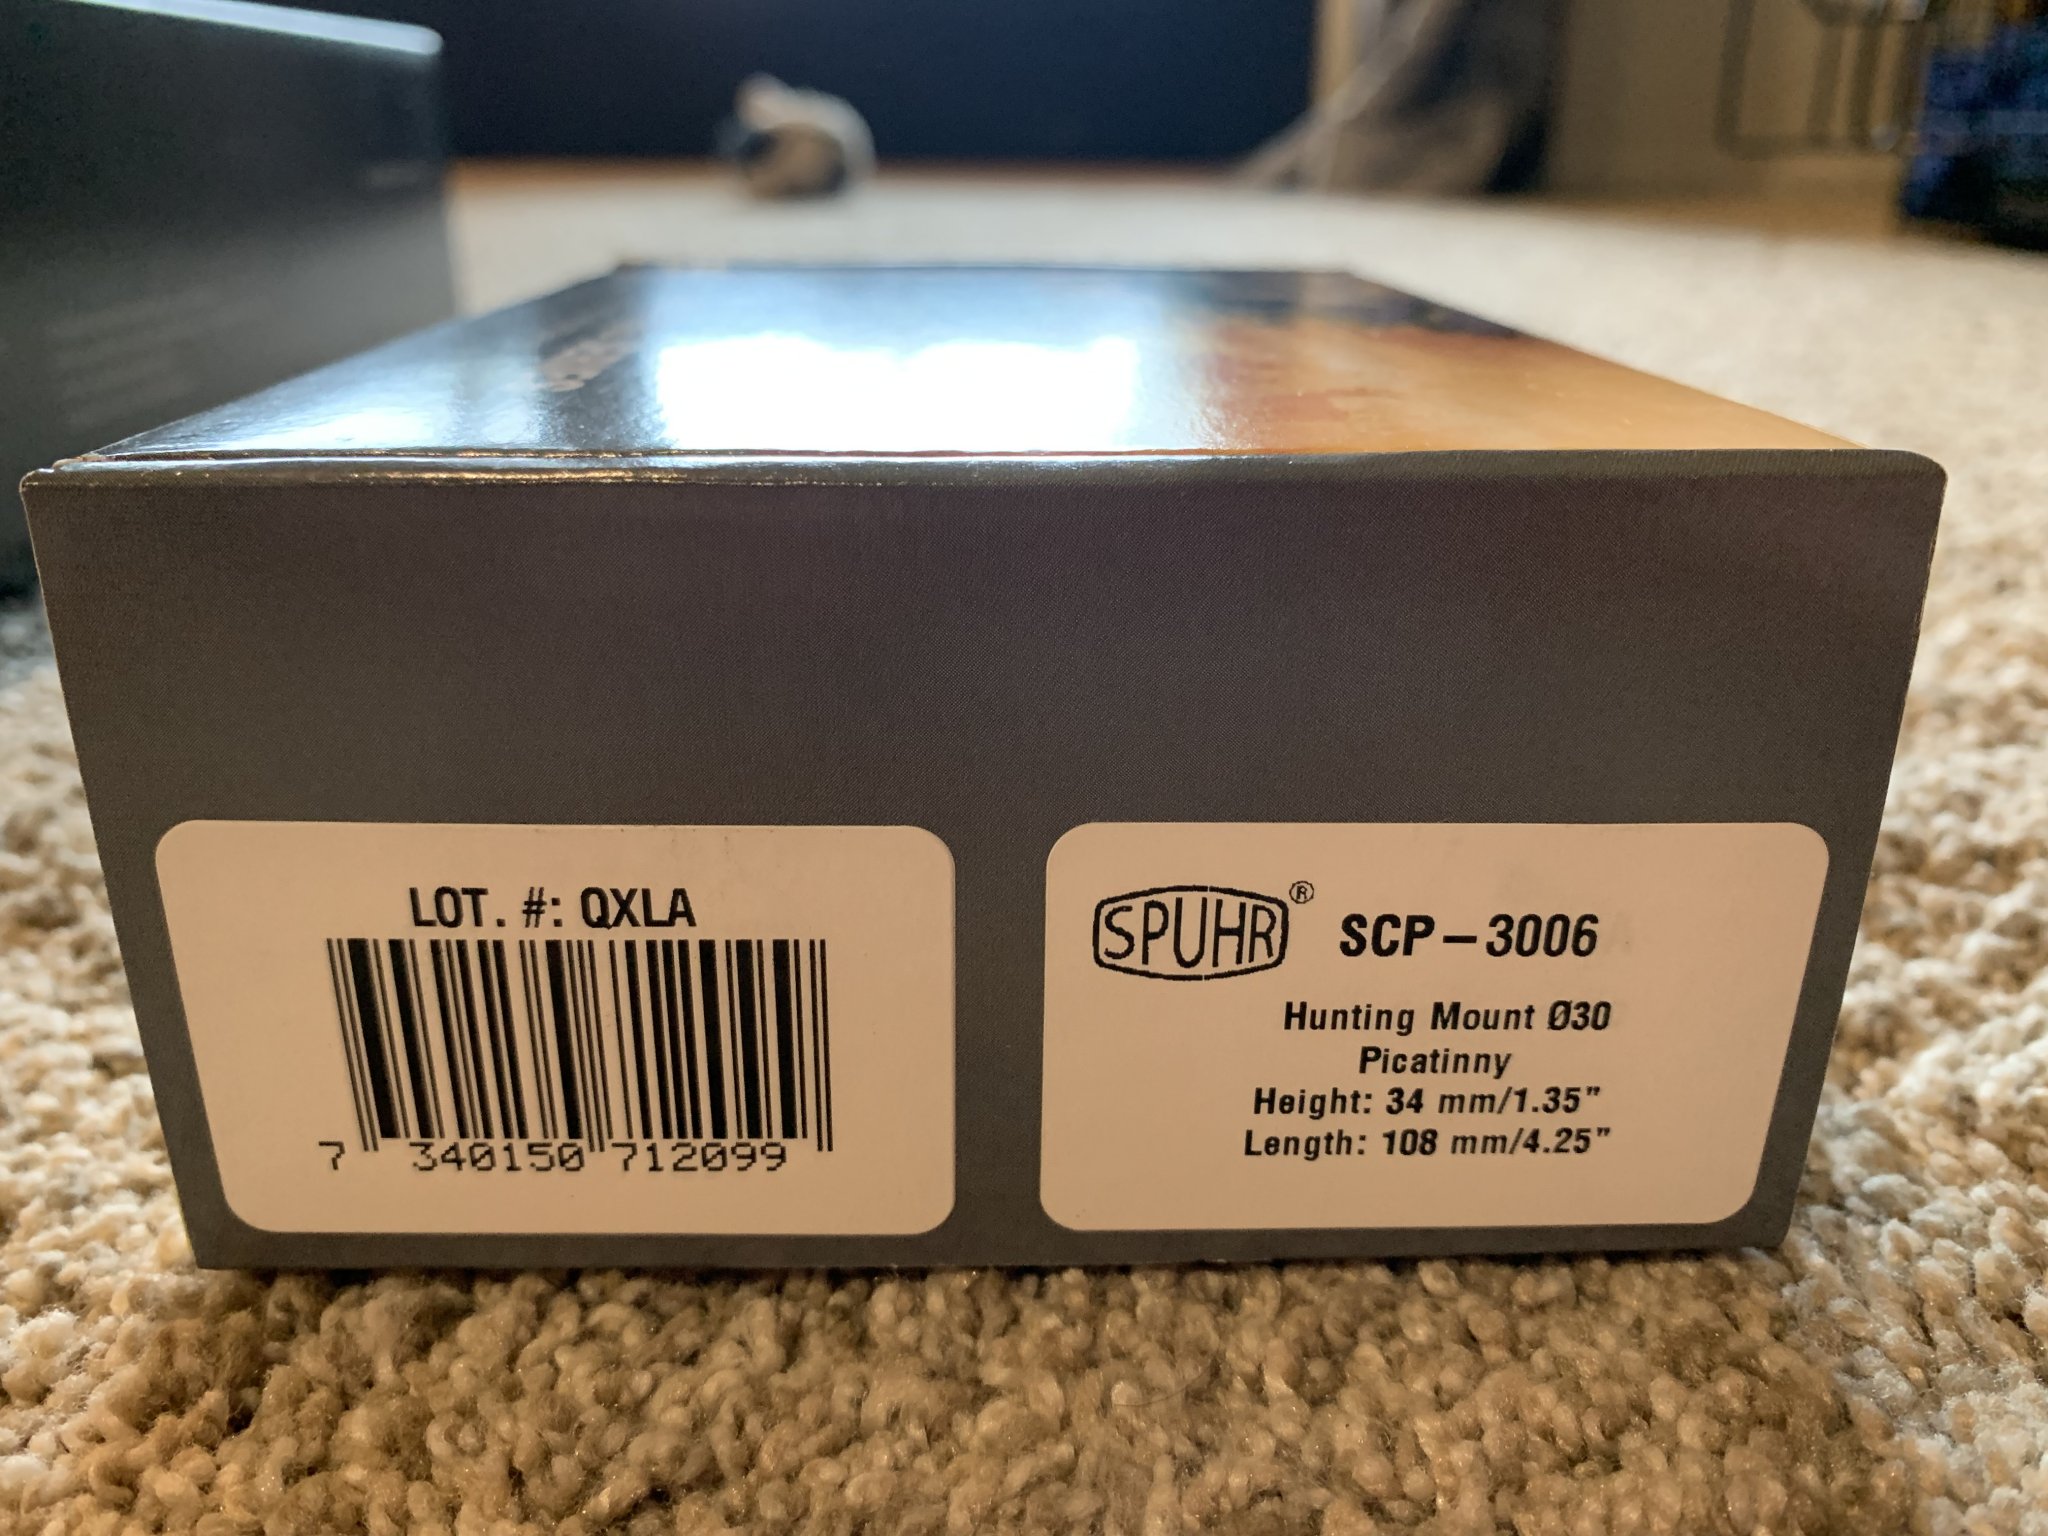 LOT. #: QXLA
7 340150 712099
SPUHR® SCP-3006
Hunting Mount Ø30
Picatinny
Height: 34 mm/1.35"
Length: 108 mm/4.25"